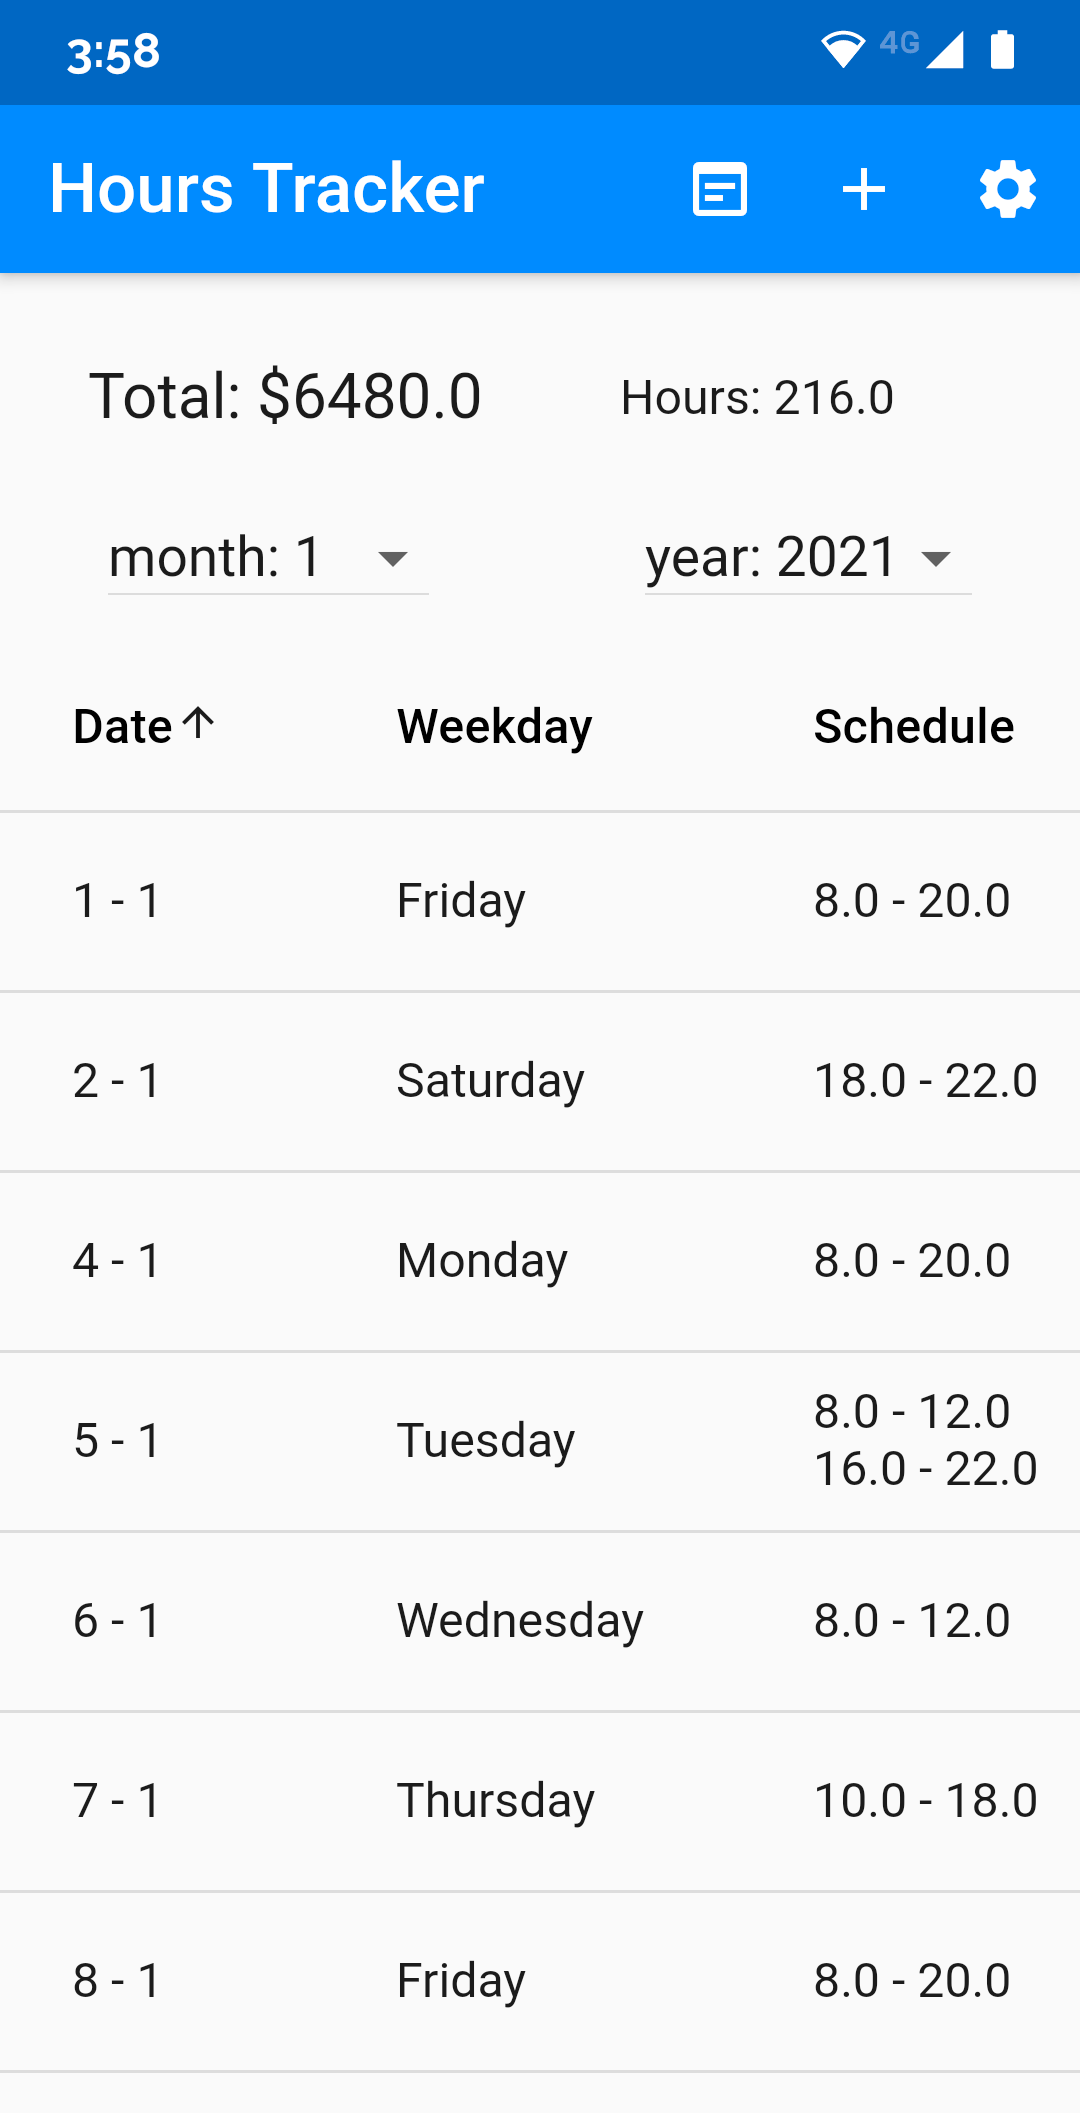 3:58
4G
Hours Tracker
Total: $6480.0
Hours: 216.0
month: 1
year: 2021
Date Weekday Schedule
1 - 1 Friday 8.0 - 20.0
2 - 1 Saturday 18.0 - 22.0
4 - 1 Monday 8.0 - 20.0
5 - 1 Tuesday 8.0 - 12.0
16.0 - 22.0
6 - 1 Wednesday 8.0 - 12.0
7 - 1 Thursday 10.0 - 18.0
8 - 1 Friday 8.0 - 20.0